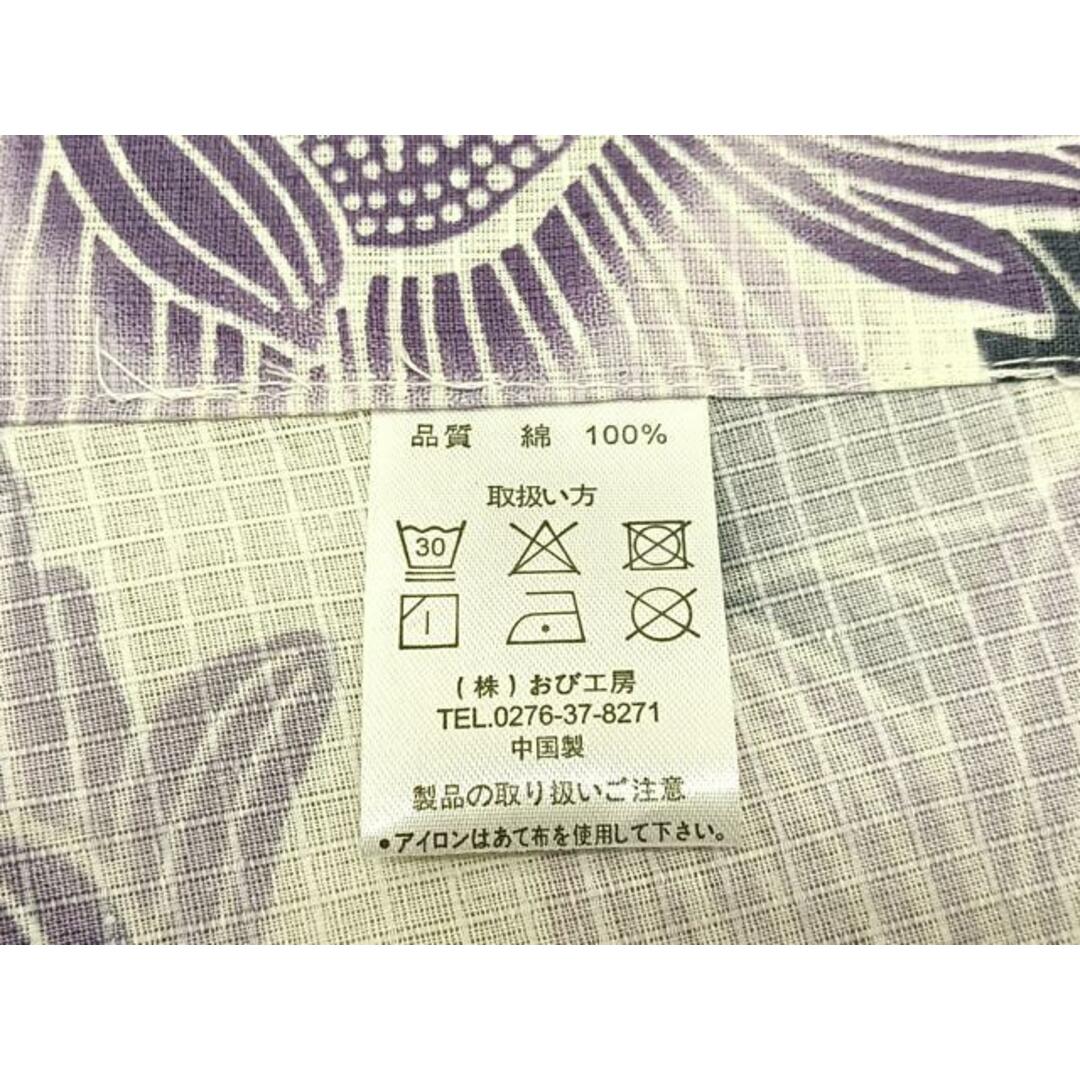 品質 綿 100%
取扱い方
30
(株)おび工房
TEL.0276-37-8271
中国製
製品の取り扱いご注意
●アイロンはあて布を使用して下さい。